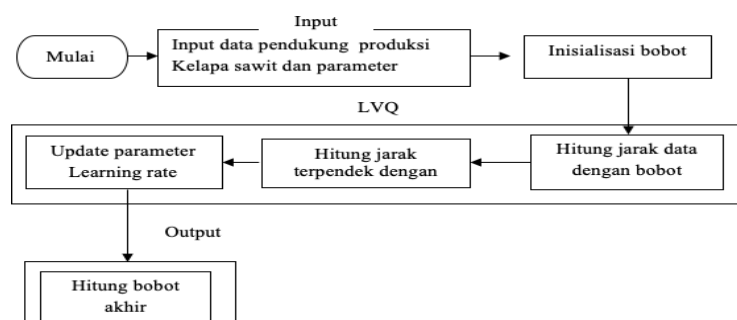 Input
Mulai
Input data pendukung produksi
Kelapa sawit dan parameter
Inisialisasi bobot
LVQ
Hitung jarak data
dengan bobot
Hitung jarak
terpendek dengan
Update parameter
Learning rate
Output
Hitung bobot
akhir